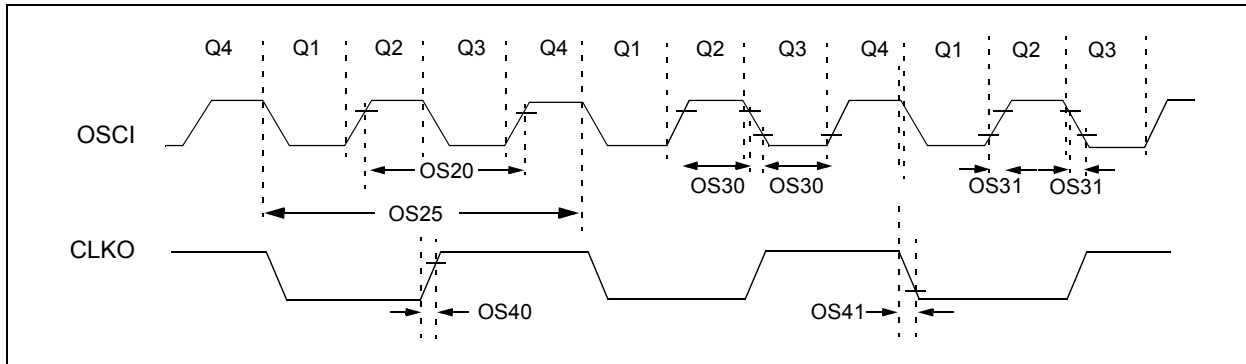 Q4 Q1 Q2 Q3 Q4 Q1 Q2 Q3 Q4 Q1 Q2 Q3
OSCI
OS20
OS30 OS30
OS31 OS31
OS25
CLKO
OS40
OS41